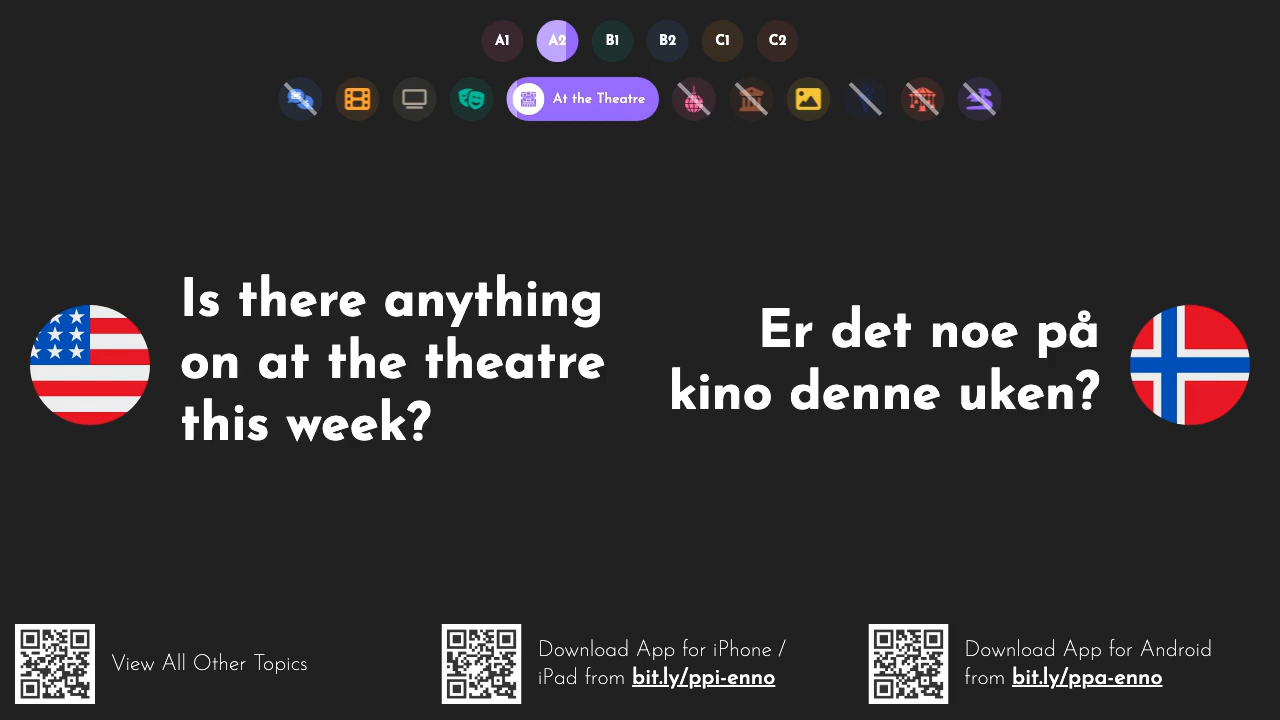 A1 A2 B1 B2 C1 C2
At the Theatre
Is there anything
on at the theatre
this week?
Er det noe på
kino denne uken?
View All Other Topics
Download App for iPhone /
iPad from bit.ly/ppi-enno
Download App for Android
from bit.ly/ppa-enno